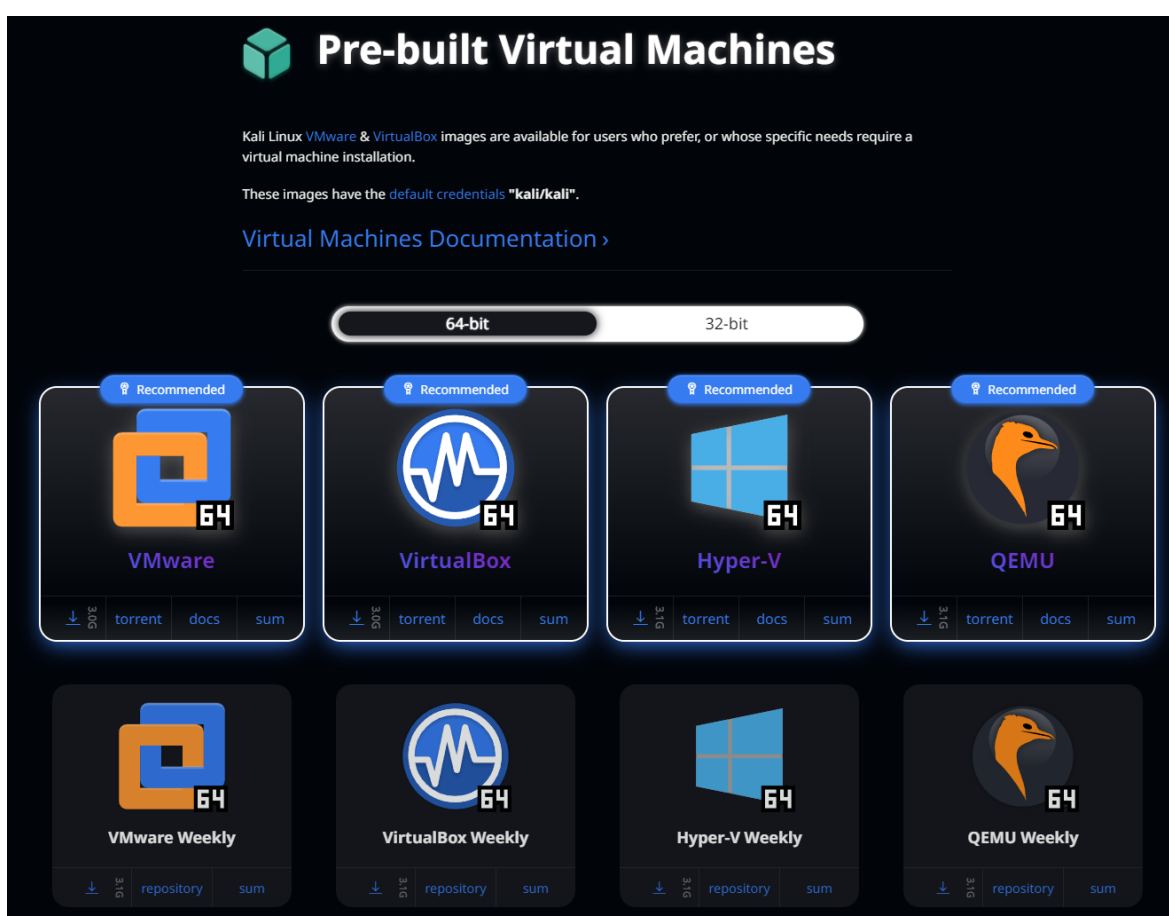 Pre-built Virtual Machines
Kali Linux VMware & VirtualBox images are available for users who prefer, or whose specific needs require a
virtual machine installation.
These images have the default credentials "kali/kali".
Virtual Machines Documentation ›
64-bit 32-bit
Recommended Recommended Recommended Recommended
64 64 64 64
VMware VirtualBox Hyper-V QEMU
3.0G torrent docs sum 3.0G torrent docs sum 3.1G torrent docs sum 3.1G torrent docs sum
64 64 64 64
VMware Weekly VirtualBox Weekly Hyper-V Weekly QEMU Weekly
3.1G repository sum 3.1G repository sum 3.1G repository sum 3.1G repository sum